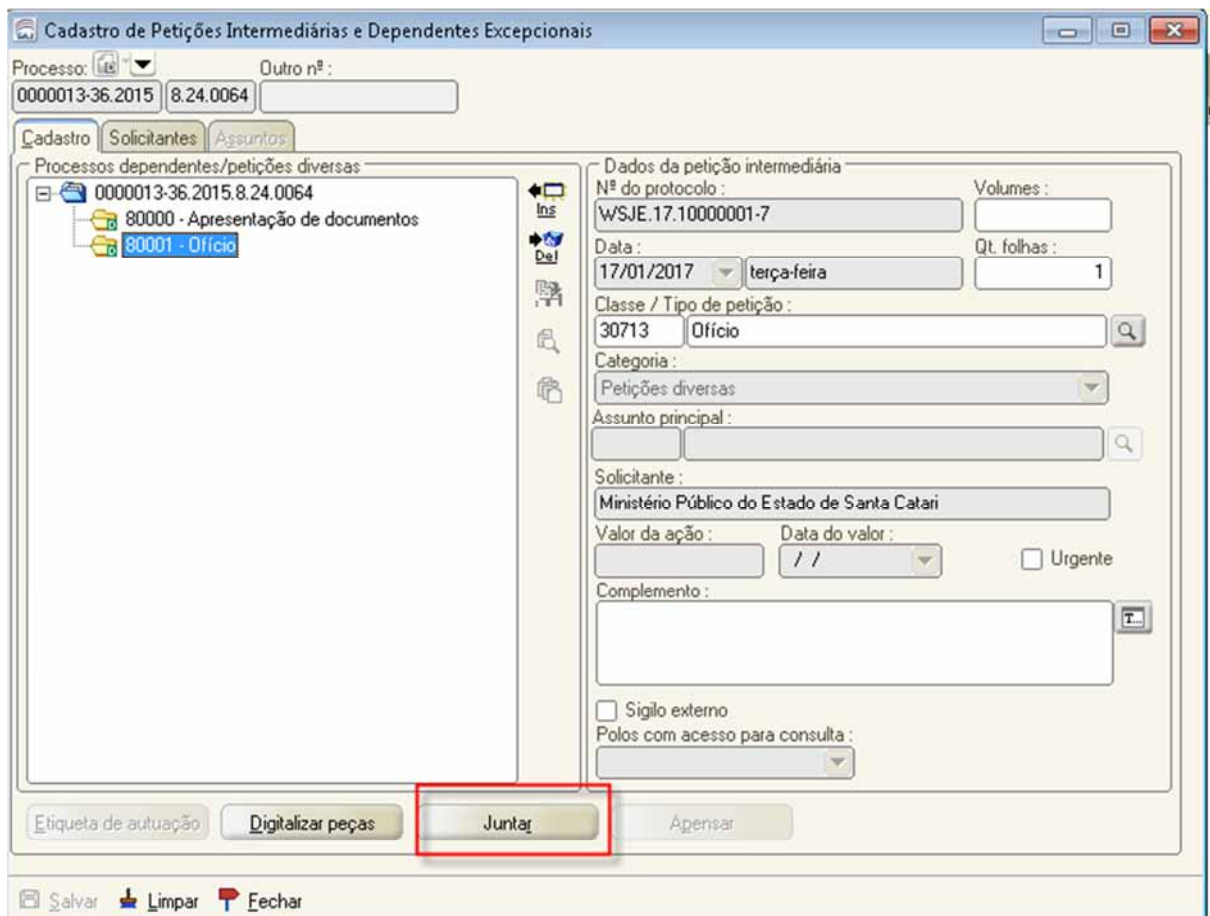 Cadastro de Petições Intermediárias e Dependentes Excepcionais
Processo:
Outro nº :
0000013-36.2015 8.24.0064
Cadastro Solicitantes Assuntos
Processos dependentes/petições diversas
0000013-36.2015.8.24.0064
80000 - Apresentação de documentos
80001 - Ofício
Ins
Del
Dados da petição intermediária
Nº do protocolo :
Volumes :
WSJE.17.10000001-7
Data :
Qt. folhas :
17/01/2017 terça-feira
1
Classe / Tipo de petição :
30713 Ofício
Categoria :
Petições diversas
Assunto principal :
Solicitante :
Ministério Público do Estado de Santa Catari
Valor da ação :
Data do valor :
/ /
Urgente
Complemento :
T...
Sigilo externo
Polos com acesso para consulta :
Etiqueta de autuação Digitalizar peças Juntar Apensar
Salvar Limpar Fechar